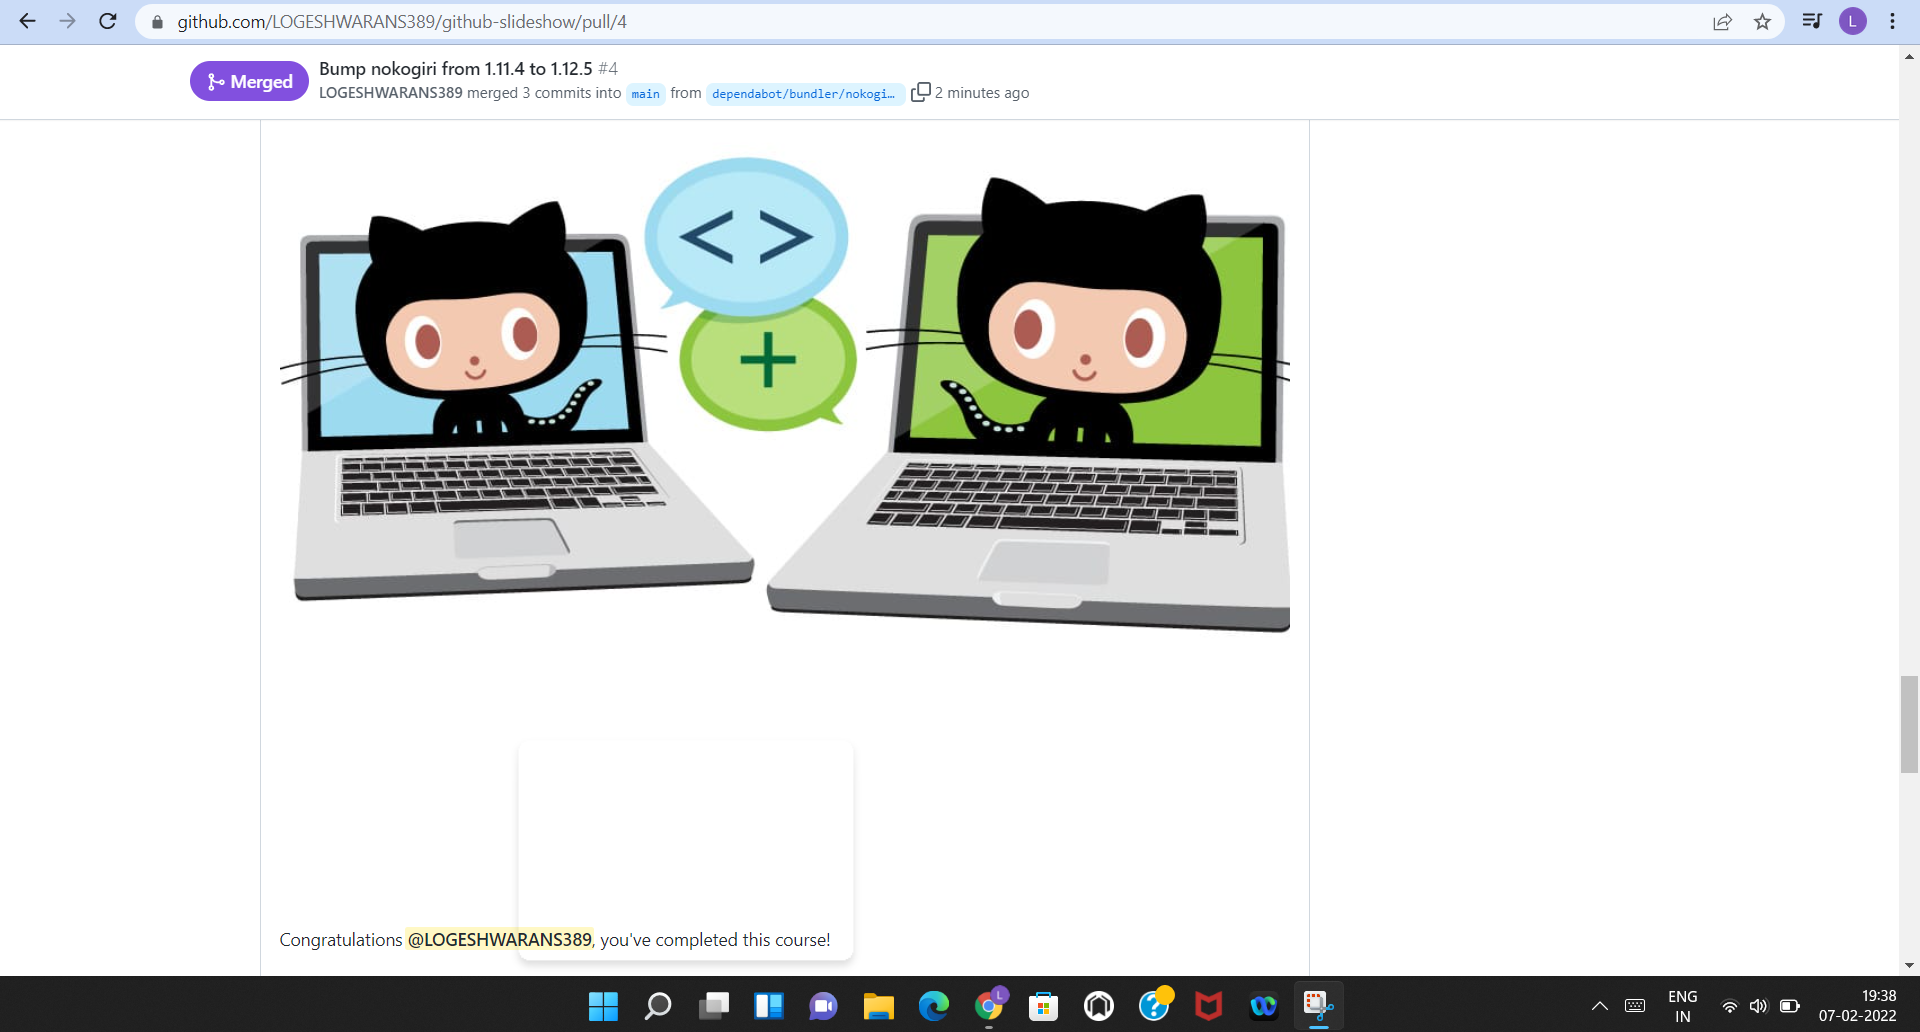 github.com/LOGESHWARANS389/github-slideshow/pull/4
L
Merged
Bump nokogiri from 1.11.4 to 1.12.5 #4
LOGESHWARANS389 merged 3 commits into main from dependabot/bundler/nokogi… 2 minutes ago
< >
+
Congratulations @LOGESHWARANS389, you've completed this course!
L
?
ENG
IN
19:38
07-02-2022